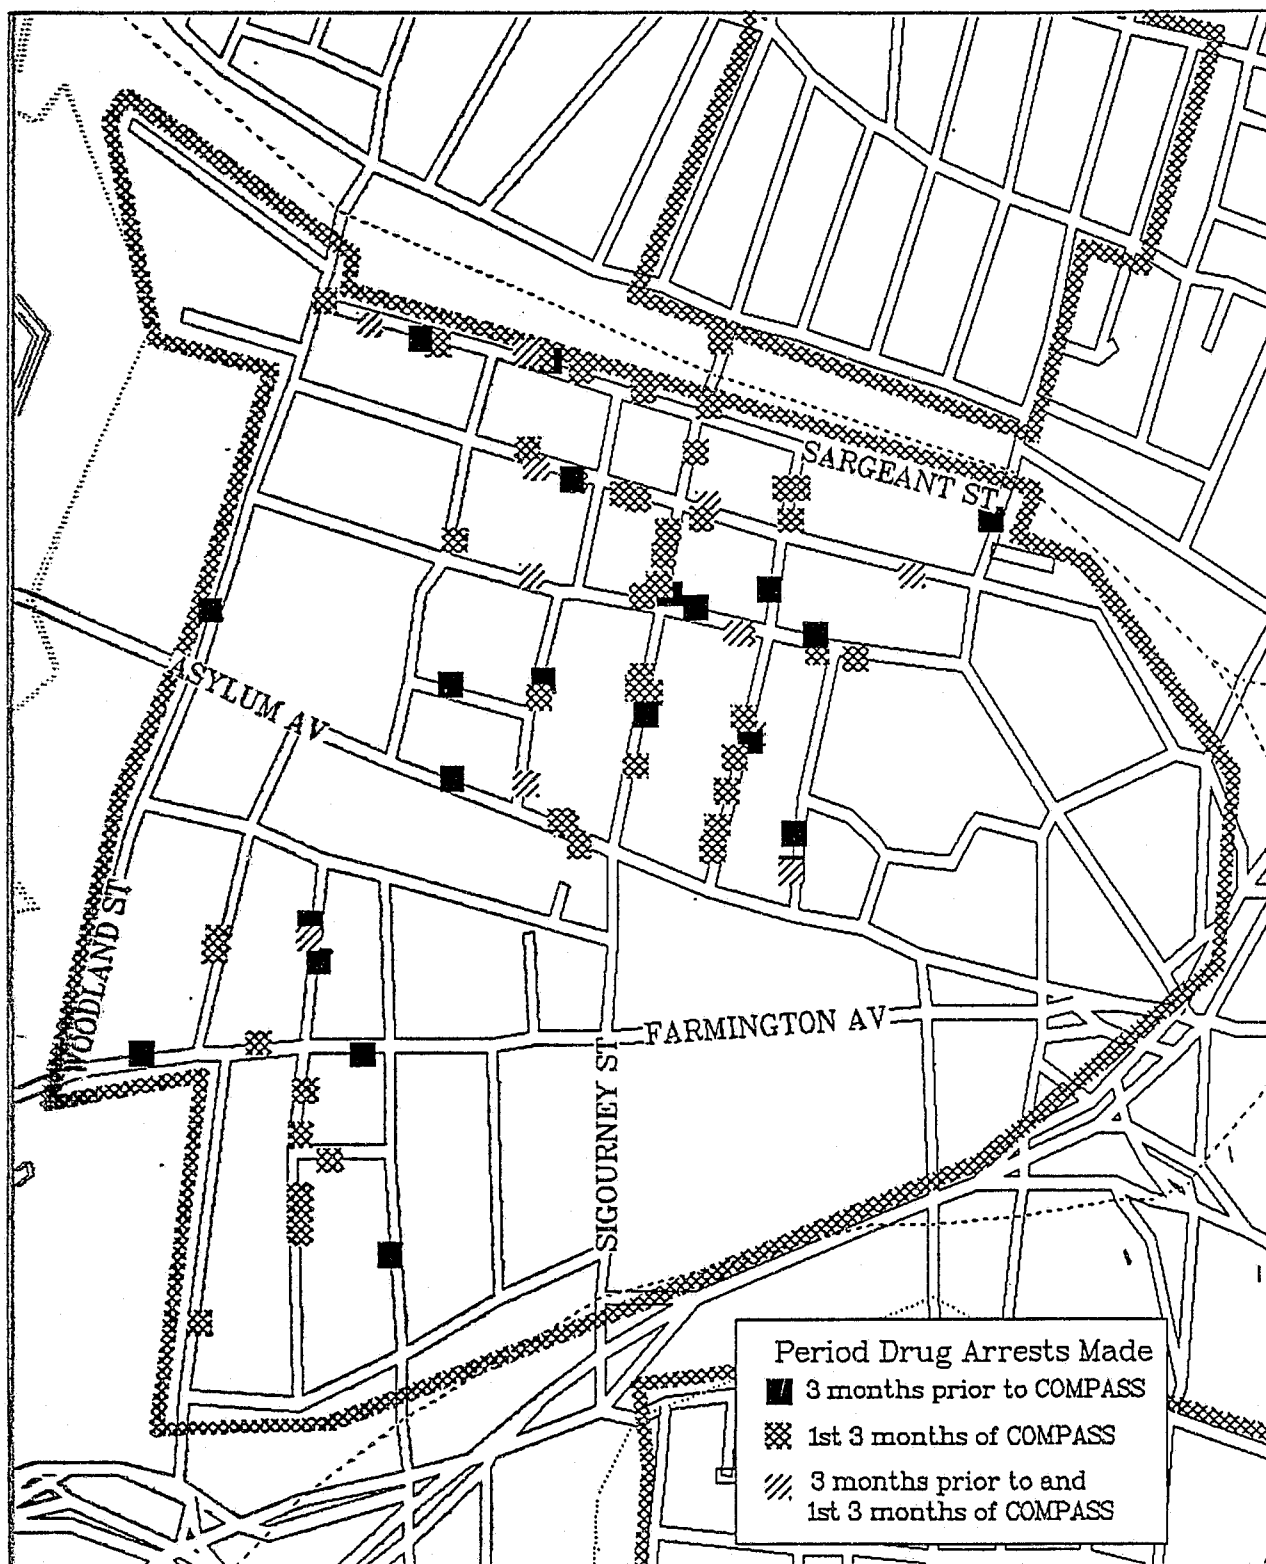 SARGEANT ST.
ASYLUM AV
WOODLAND ST
FARMINGTON AV
SIGOURNEY ST
Period Drug Arrests Made
3 months prior to COMPASS
1st 3 months of COMPASS
3 months prior to and
1st 3 months of COMPASS